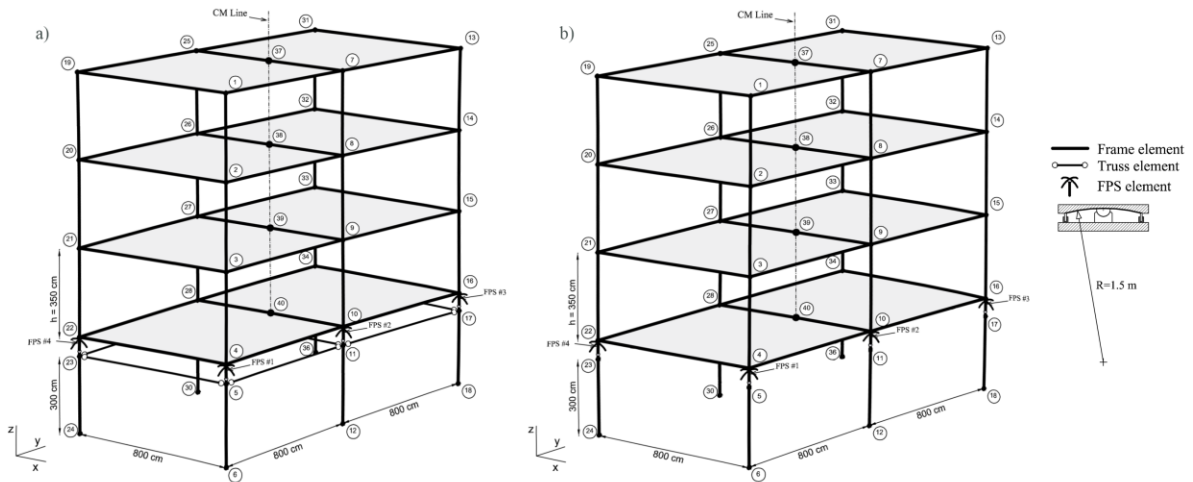 a)
CM Line
31
25
13
37
19
7
1
32
14
26
38
20
8
2
33
15
27
39
21
9
3
34
16
h = 350 cm
28
FPS #3
40
17
22
10
FPS #2
FPS #4
4
FPS #1
36
11
23
5
30
18
300 cm
24
12
800 cm
800 cm
800 cm
6
z
y
x
b)
CM Line
31
25
13
37
19
7
1
32
14
26
38
20
8
2
33
15
27
39
21
9
3
34
16
h = 350 cm
28
FPS #3
40
17
22
10
FPS #2
FPS #4
4
FPS #1
36
11
23
5
30
18
300 cm
24
12
800 cm
800 cm
800 cm
6
z
y
x
Frame element
Truss element
FPS element
R=1.5 m